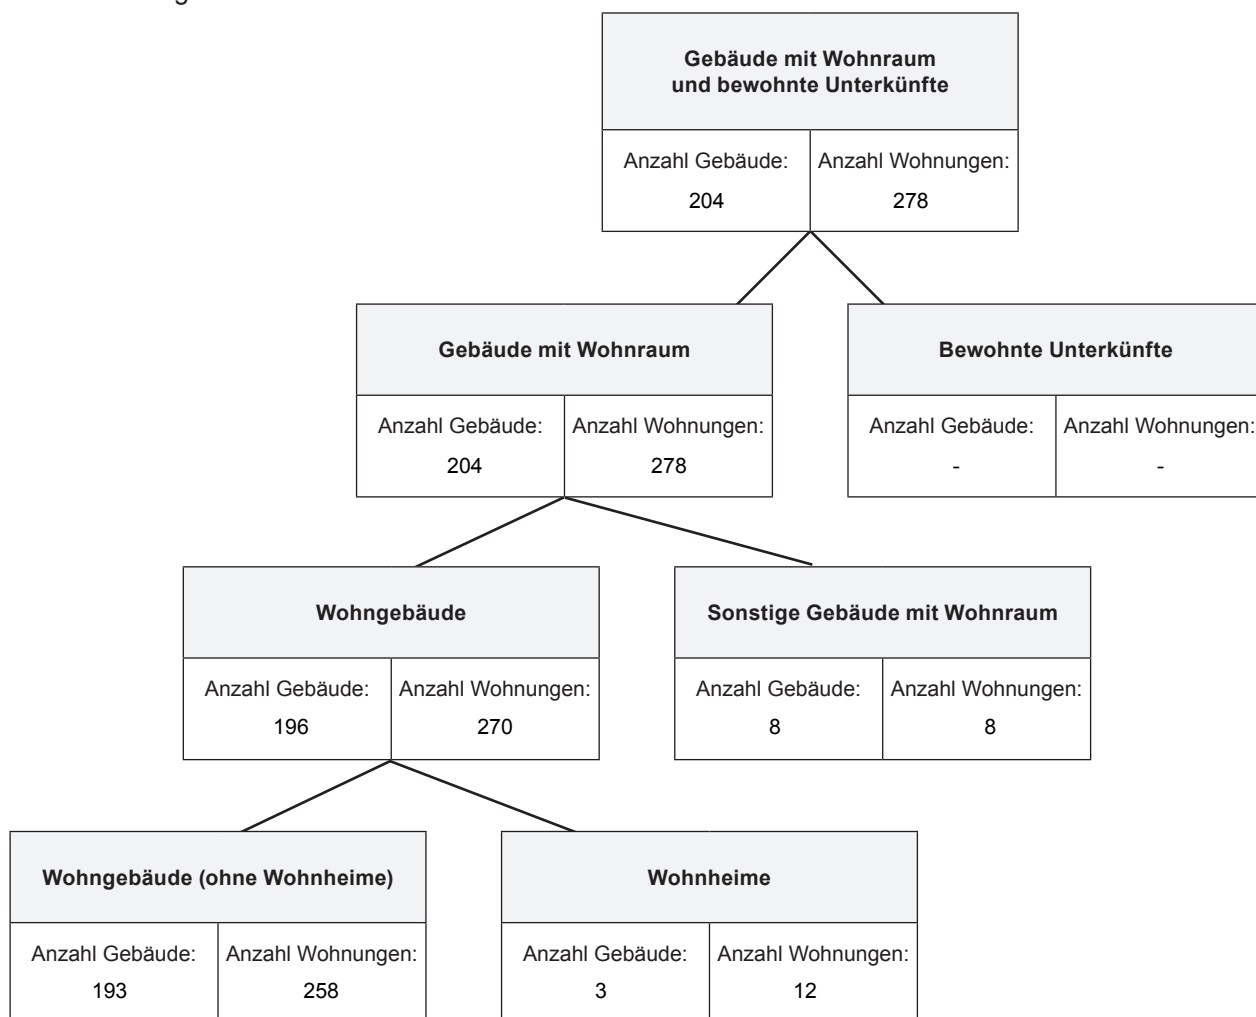 Gebäude mit Wohnraum
und bewohnte Unterkünfte
Anzahl Gebäude: Anzahl Wohnungen:
204 278
Gebäude mit Wohnraum Bewohnte Unterkünfte
Anzahl Gebäude: Anzahl Wohnungen: Anzahl Gebäude: Anzahl Wohnungen:
204 278 - -
Wohngebäude Sonstige Gebäude mit Wohnraum
Anzahl Gebäude: Anzahl Wohnungen: Anzahl Gebäude: Anzahl Wohnungen:
196 270 8 8
Wohngebäude (ohne Wohnheime) Wohnheime
Anzahl Gebäude: Anzahl Wohnungen: Anzahl Gebäude: Anzahl Wohnungen:
193 258 3 12